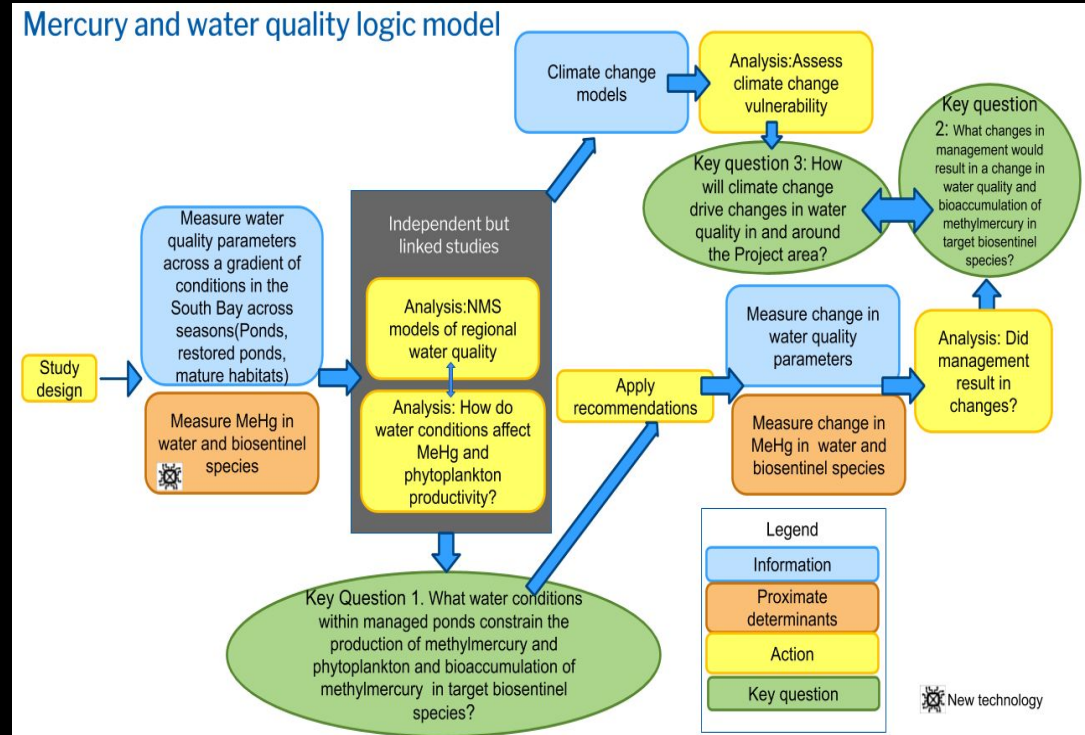 Mercury and water quality logic model
Study
design
Measure water
quality parameters
across a gradient of
conditions in the
South Bay across
seasons(Ponds,
restored ponds,
mature habitats)
Measure MeHg in
water and biosentinel
species
Independent but
linked studies
Analysis:NMS
models of regional
water quality
Analysis: How do
water conditions affect
MeHg and
phytoplankton
productivity?
Climate change
models
Analysis:Assess
climate change
vulnerability
Key question 3: How
will climate change
drive changes in water
quality in and around
the Project area?
Key question
2: What changes in
management would
result in a change in
water quality and
bioaccumulation of
methylmercury in
target biosentinel
species?
Key Question 1. What water conditions
within managed ponds constrain the
production of methylmercury and
phytoplankton and bioaccumulation of
methylmercury in target biosentinel
species?
Apply
recommendations
Measure change in
water quality
parameters
Measure change in
MeHg in water and
biosentinel species
Analysis: Did
management
result in
changes?
Legend
Information
Proximate
determinants
Action
Key question
New technology